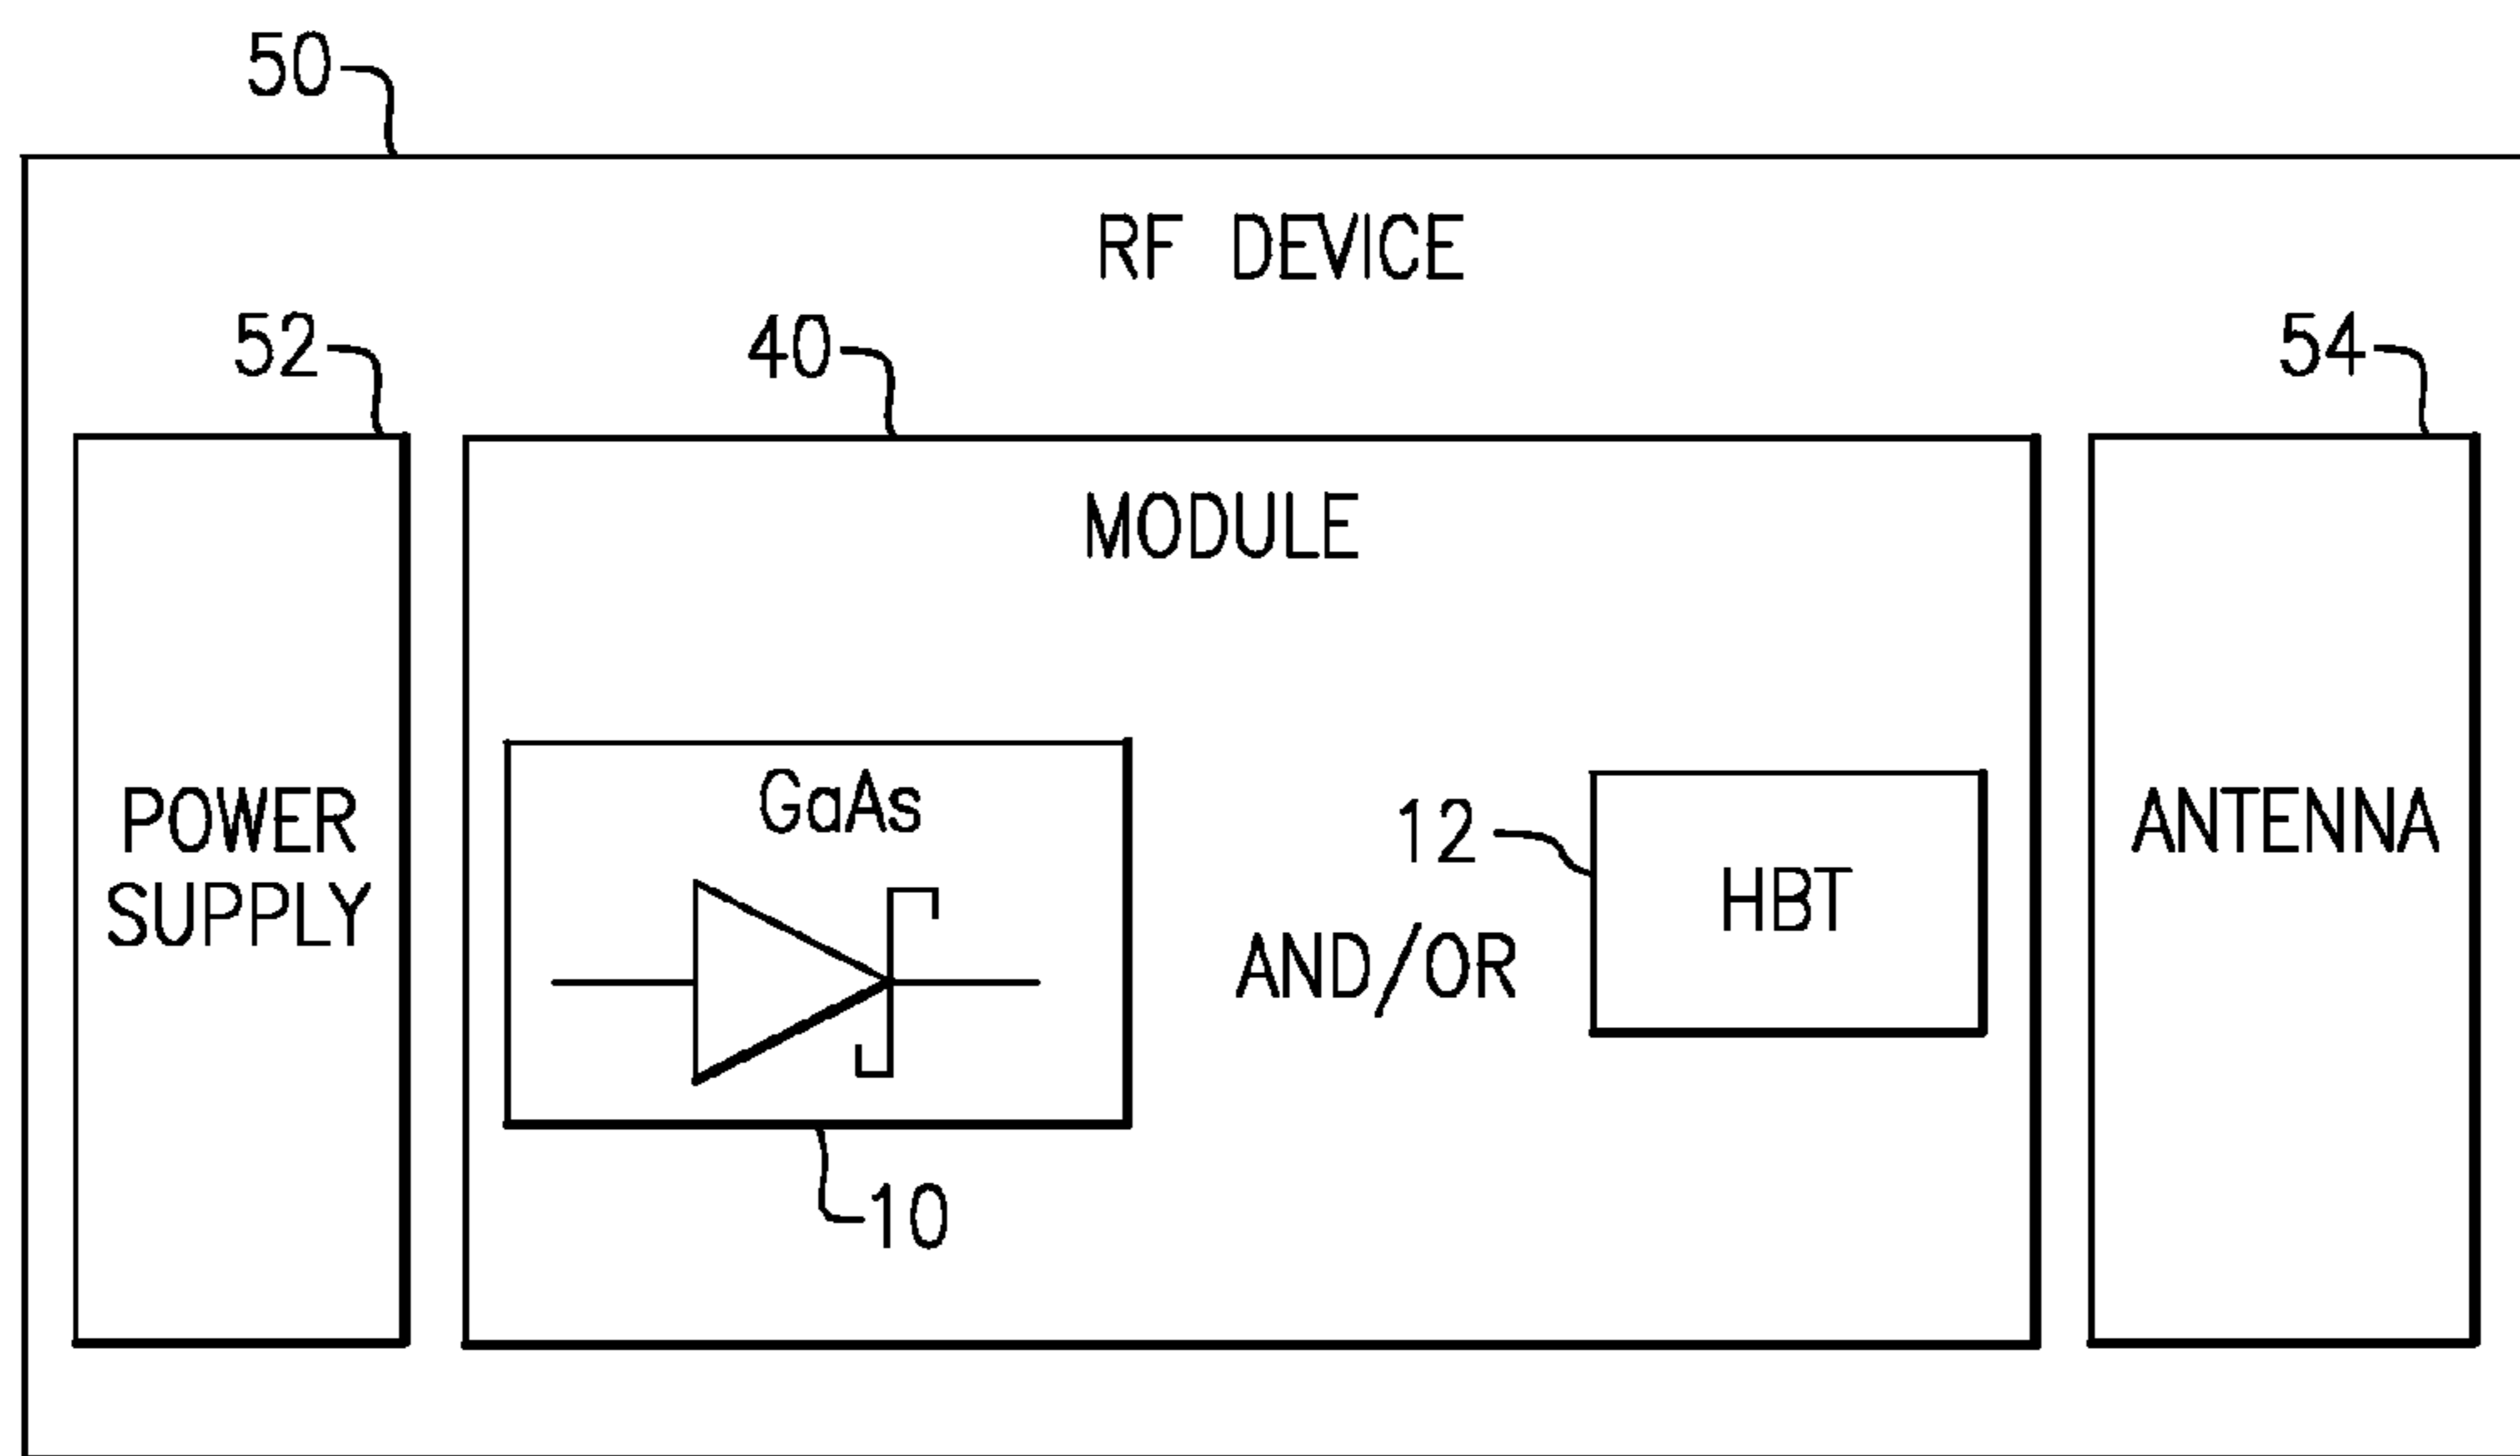 50
RF DEVICE
52
40
54
MODULE
POWER
SUPPLY
GaAs
10
AND/OR
12
HBT
ANTENNA